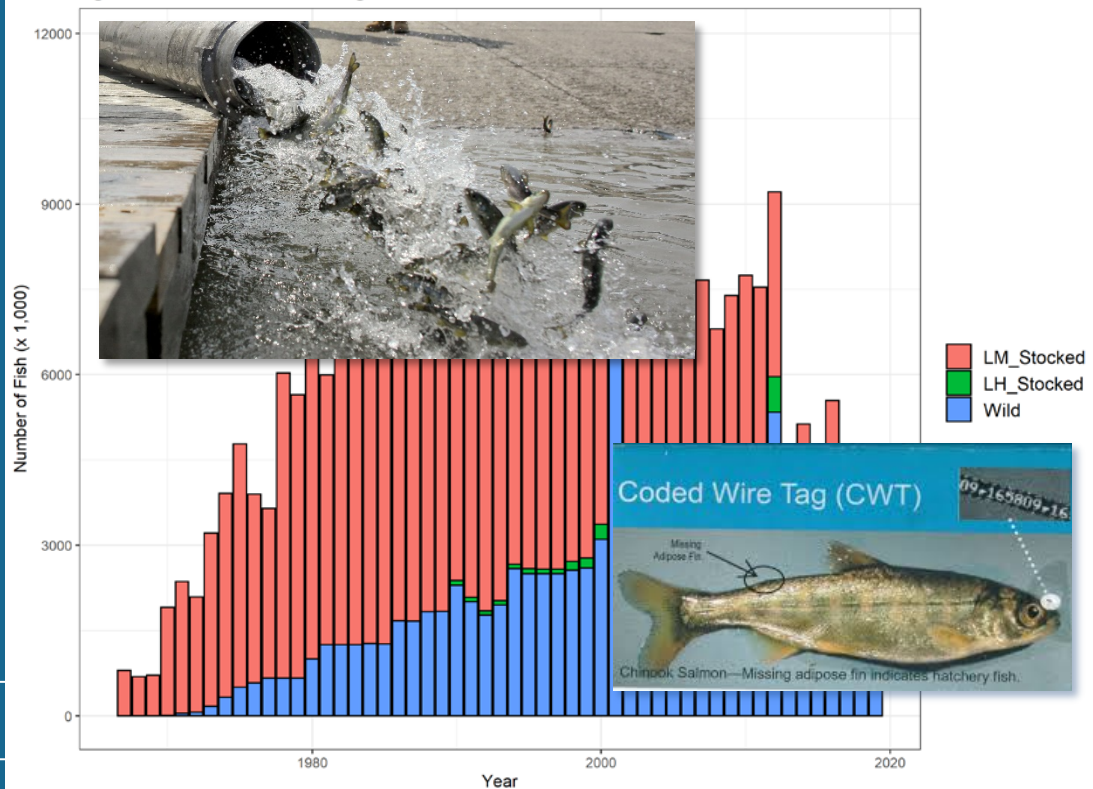 12000
9000
6000
3000
0
Number of Fish (x 1,000)
1980
2000
2020
Year
LM_Stocked
LH_Stocked
Wild
Coded Wire Tag (CWT)
Missing
Adipose Fin
Chinook Salmon—Missing adipose fin indicates hatchery fish.